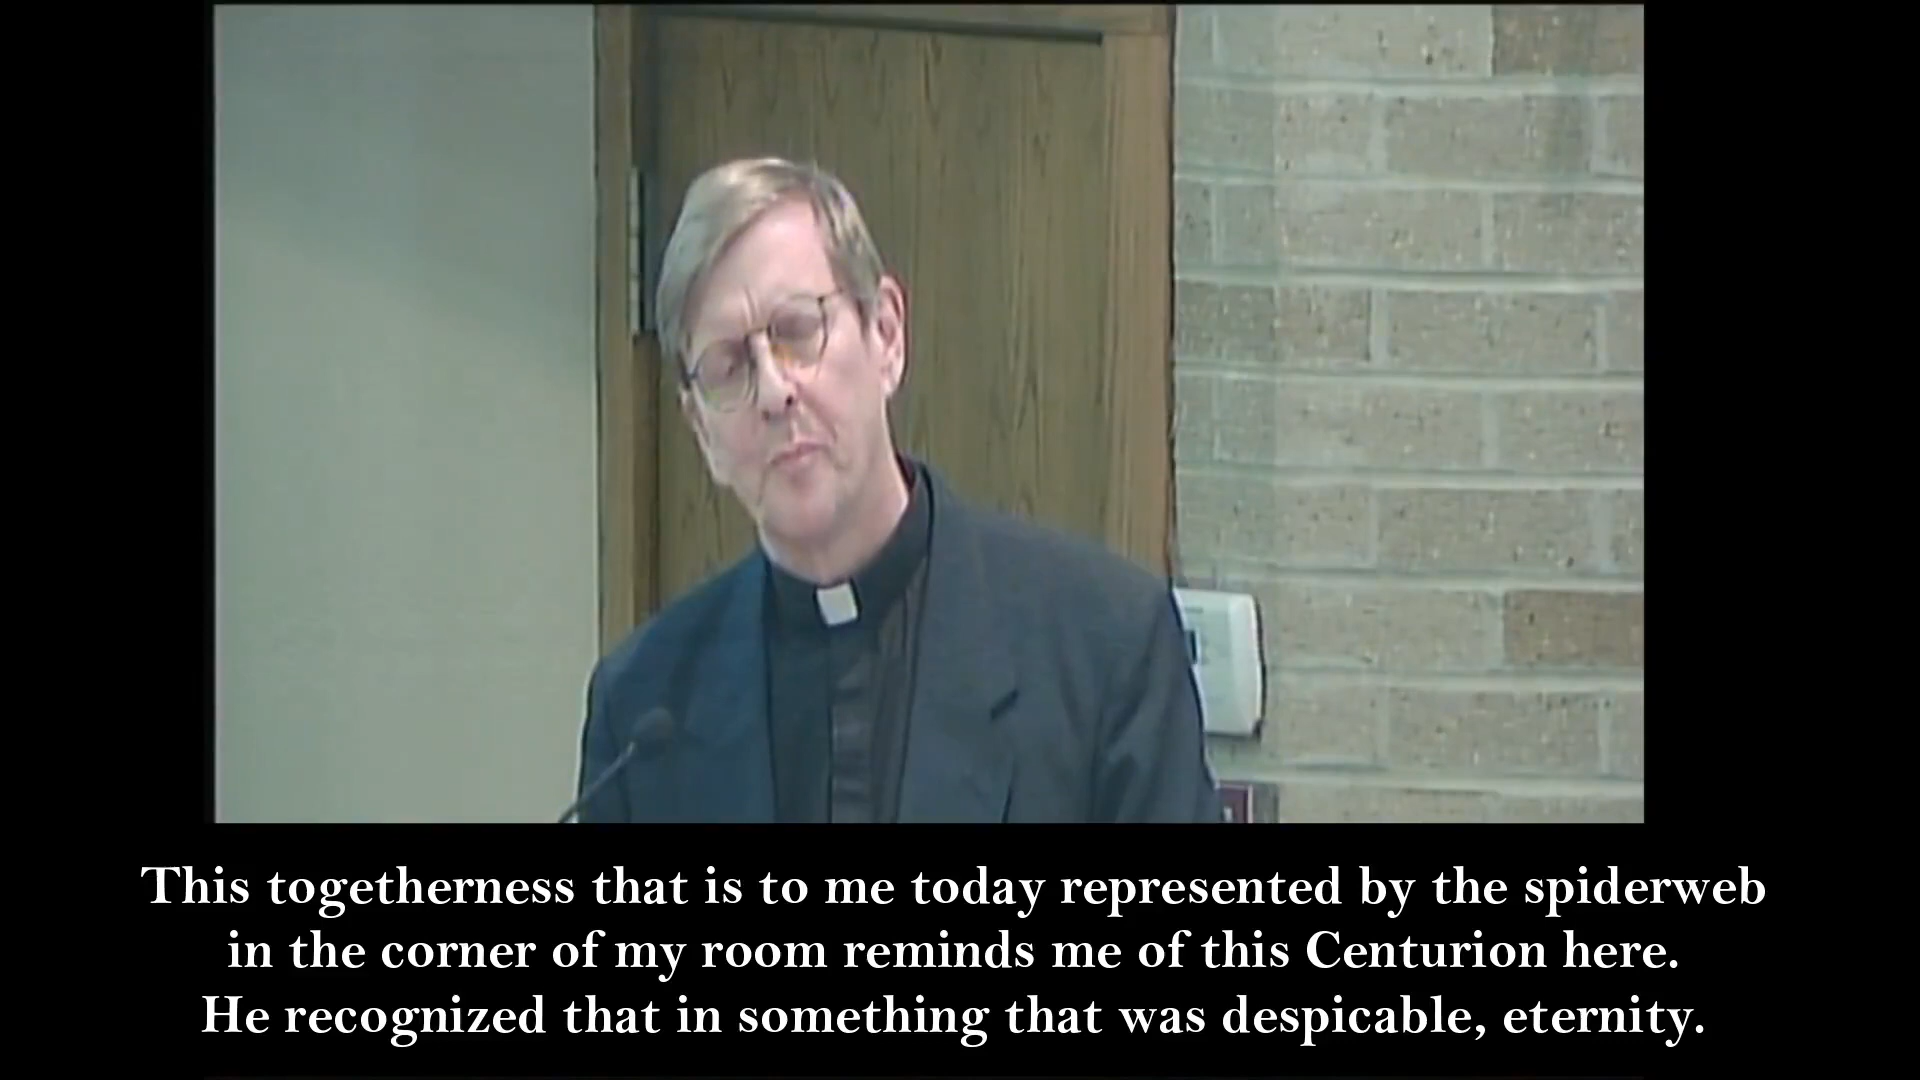 This togetherness that is to me today represented by the spiderweb
in the corner of my room reminds me of this Centurion here.
He recognized that in something that was despicable, eternity.